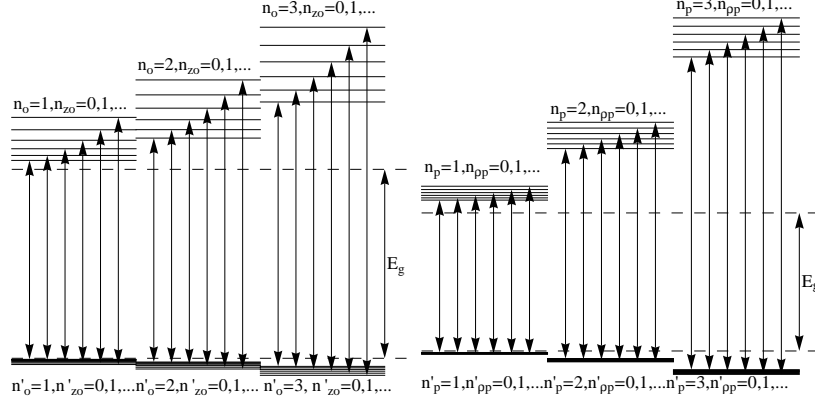 n_o=3,n_zo=0,1,...
n_o=2,n_zo=0,1,...
n_o=1,n_zo=0,1,...
E_g
n'_o=1,n'_zo=0,1,...
n'_o=2,n'_zo=0,1,...
n'_o=3, n'_zo=0,1,...
n_p=3,n_ρp=0,1,...
n_p=2,n_ρp=0,1,...
n_p=1,n_ρp=0,1,...
E_g
n'_p=1,n'_ρp=0,1,...
n'_p=2,n'_ρp=0,1,...
n'_p=3,n'_ρp=0,1,...